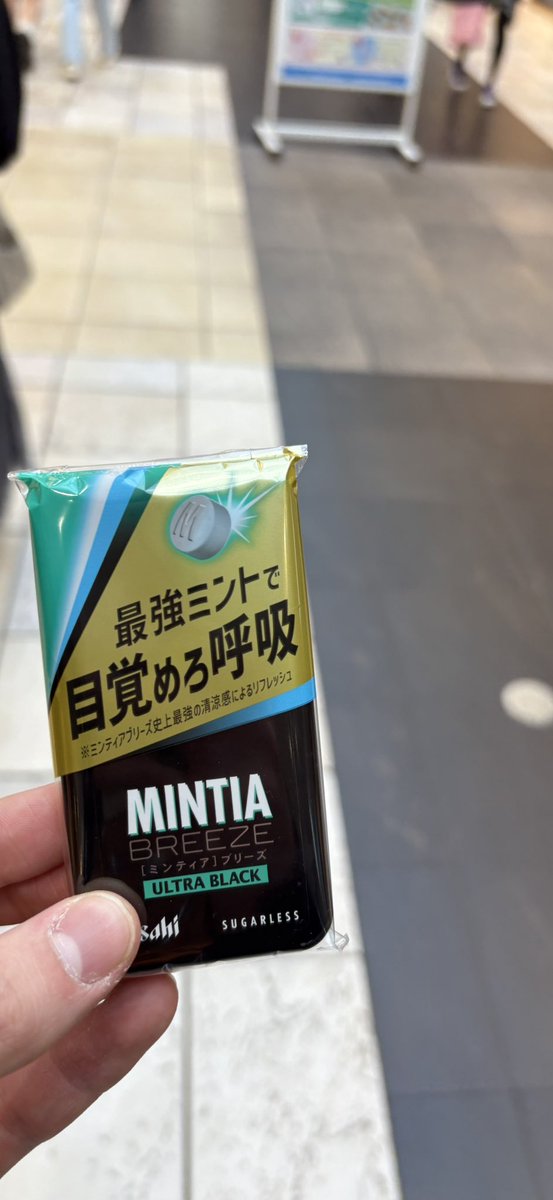 M
最強ミントで
目覚めろ呼吸
※ミンティアブリーズ史上最強の清涼感によるリフレッシュ
MINTIA
BREEZE
[ミンティア]ブリーズ
ULTRA BLACK
SUGARLESS